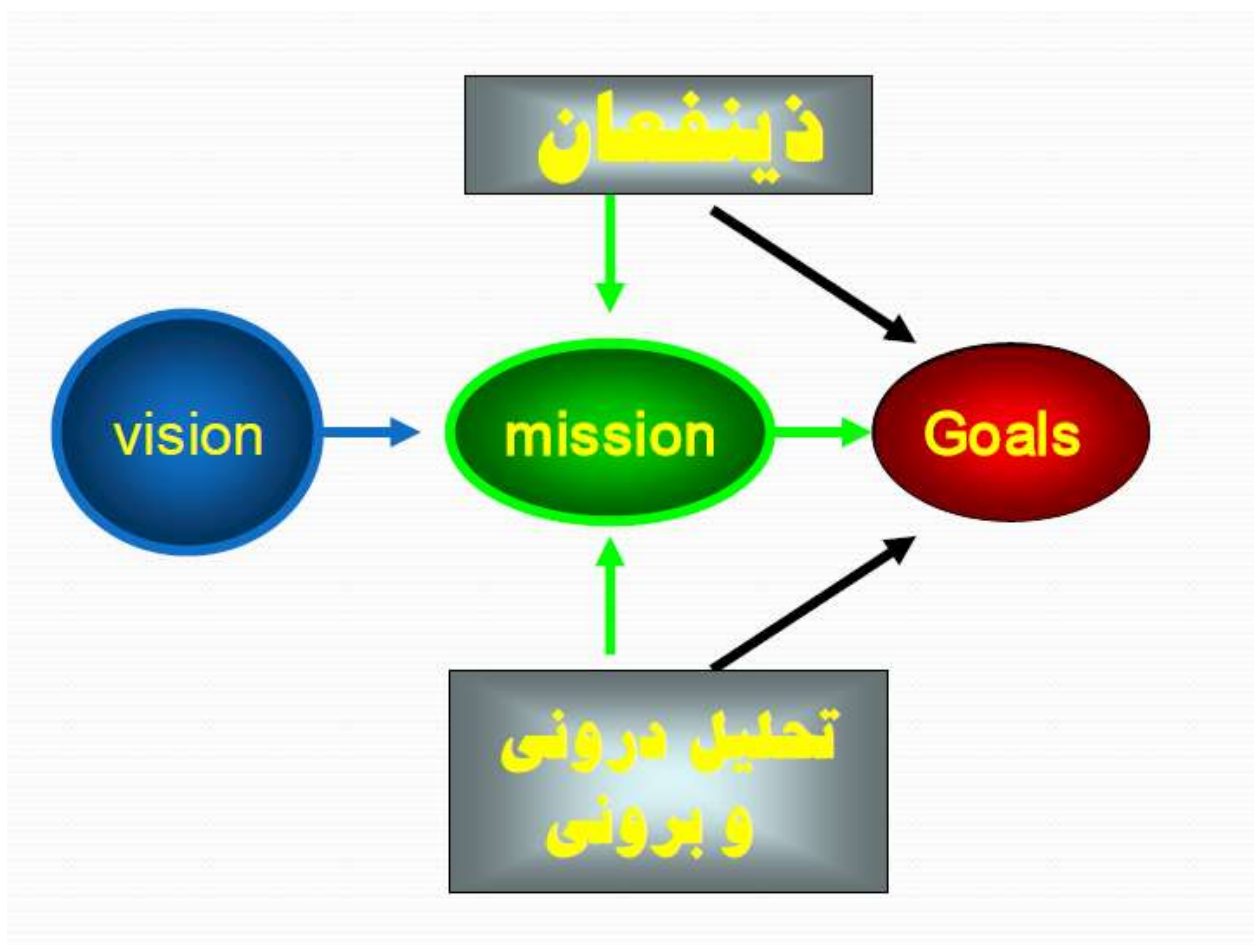 ذینفعان
vision
mission
Goals
تحلیل درونی
و برونی